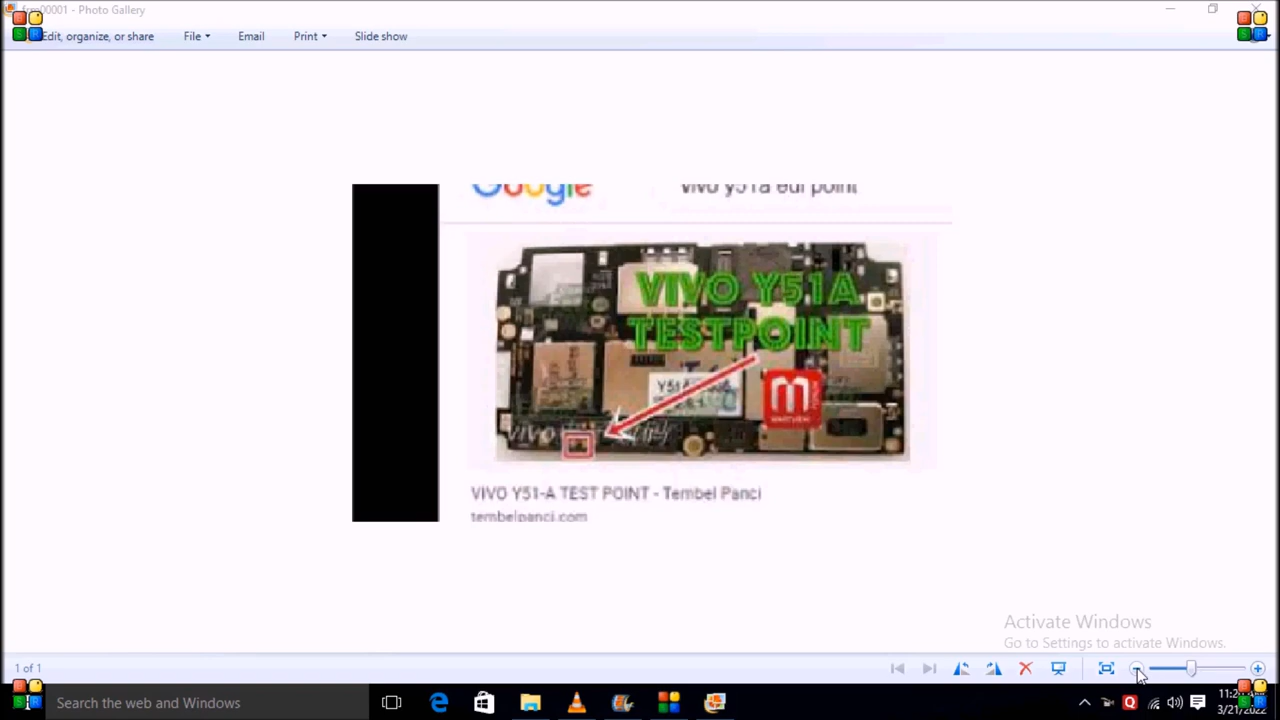 frm00001 - Photo Gallery
Edit, organize, or share
File
Email
Print
Slide show
Google
vivo y51a edl point
VIVO Y51A
TESTPOINT
VIVO Y51-A TEST POINT - Tembel Panci
tembelpanci.com
Activate Windows
Go to Settings to activate Windows.
1 of 1
Search the web and Windows
3/21/2022